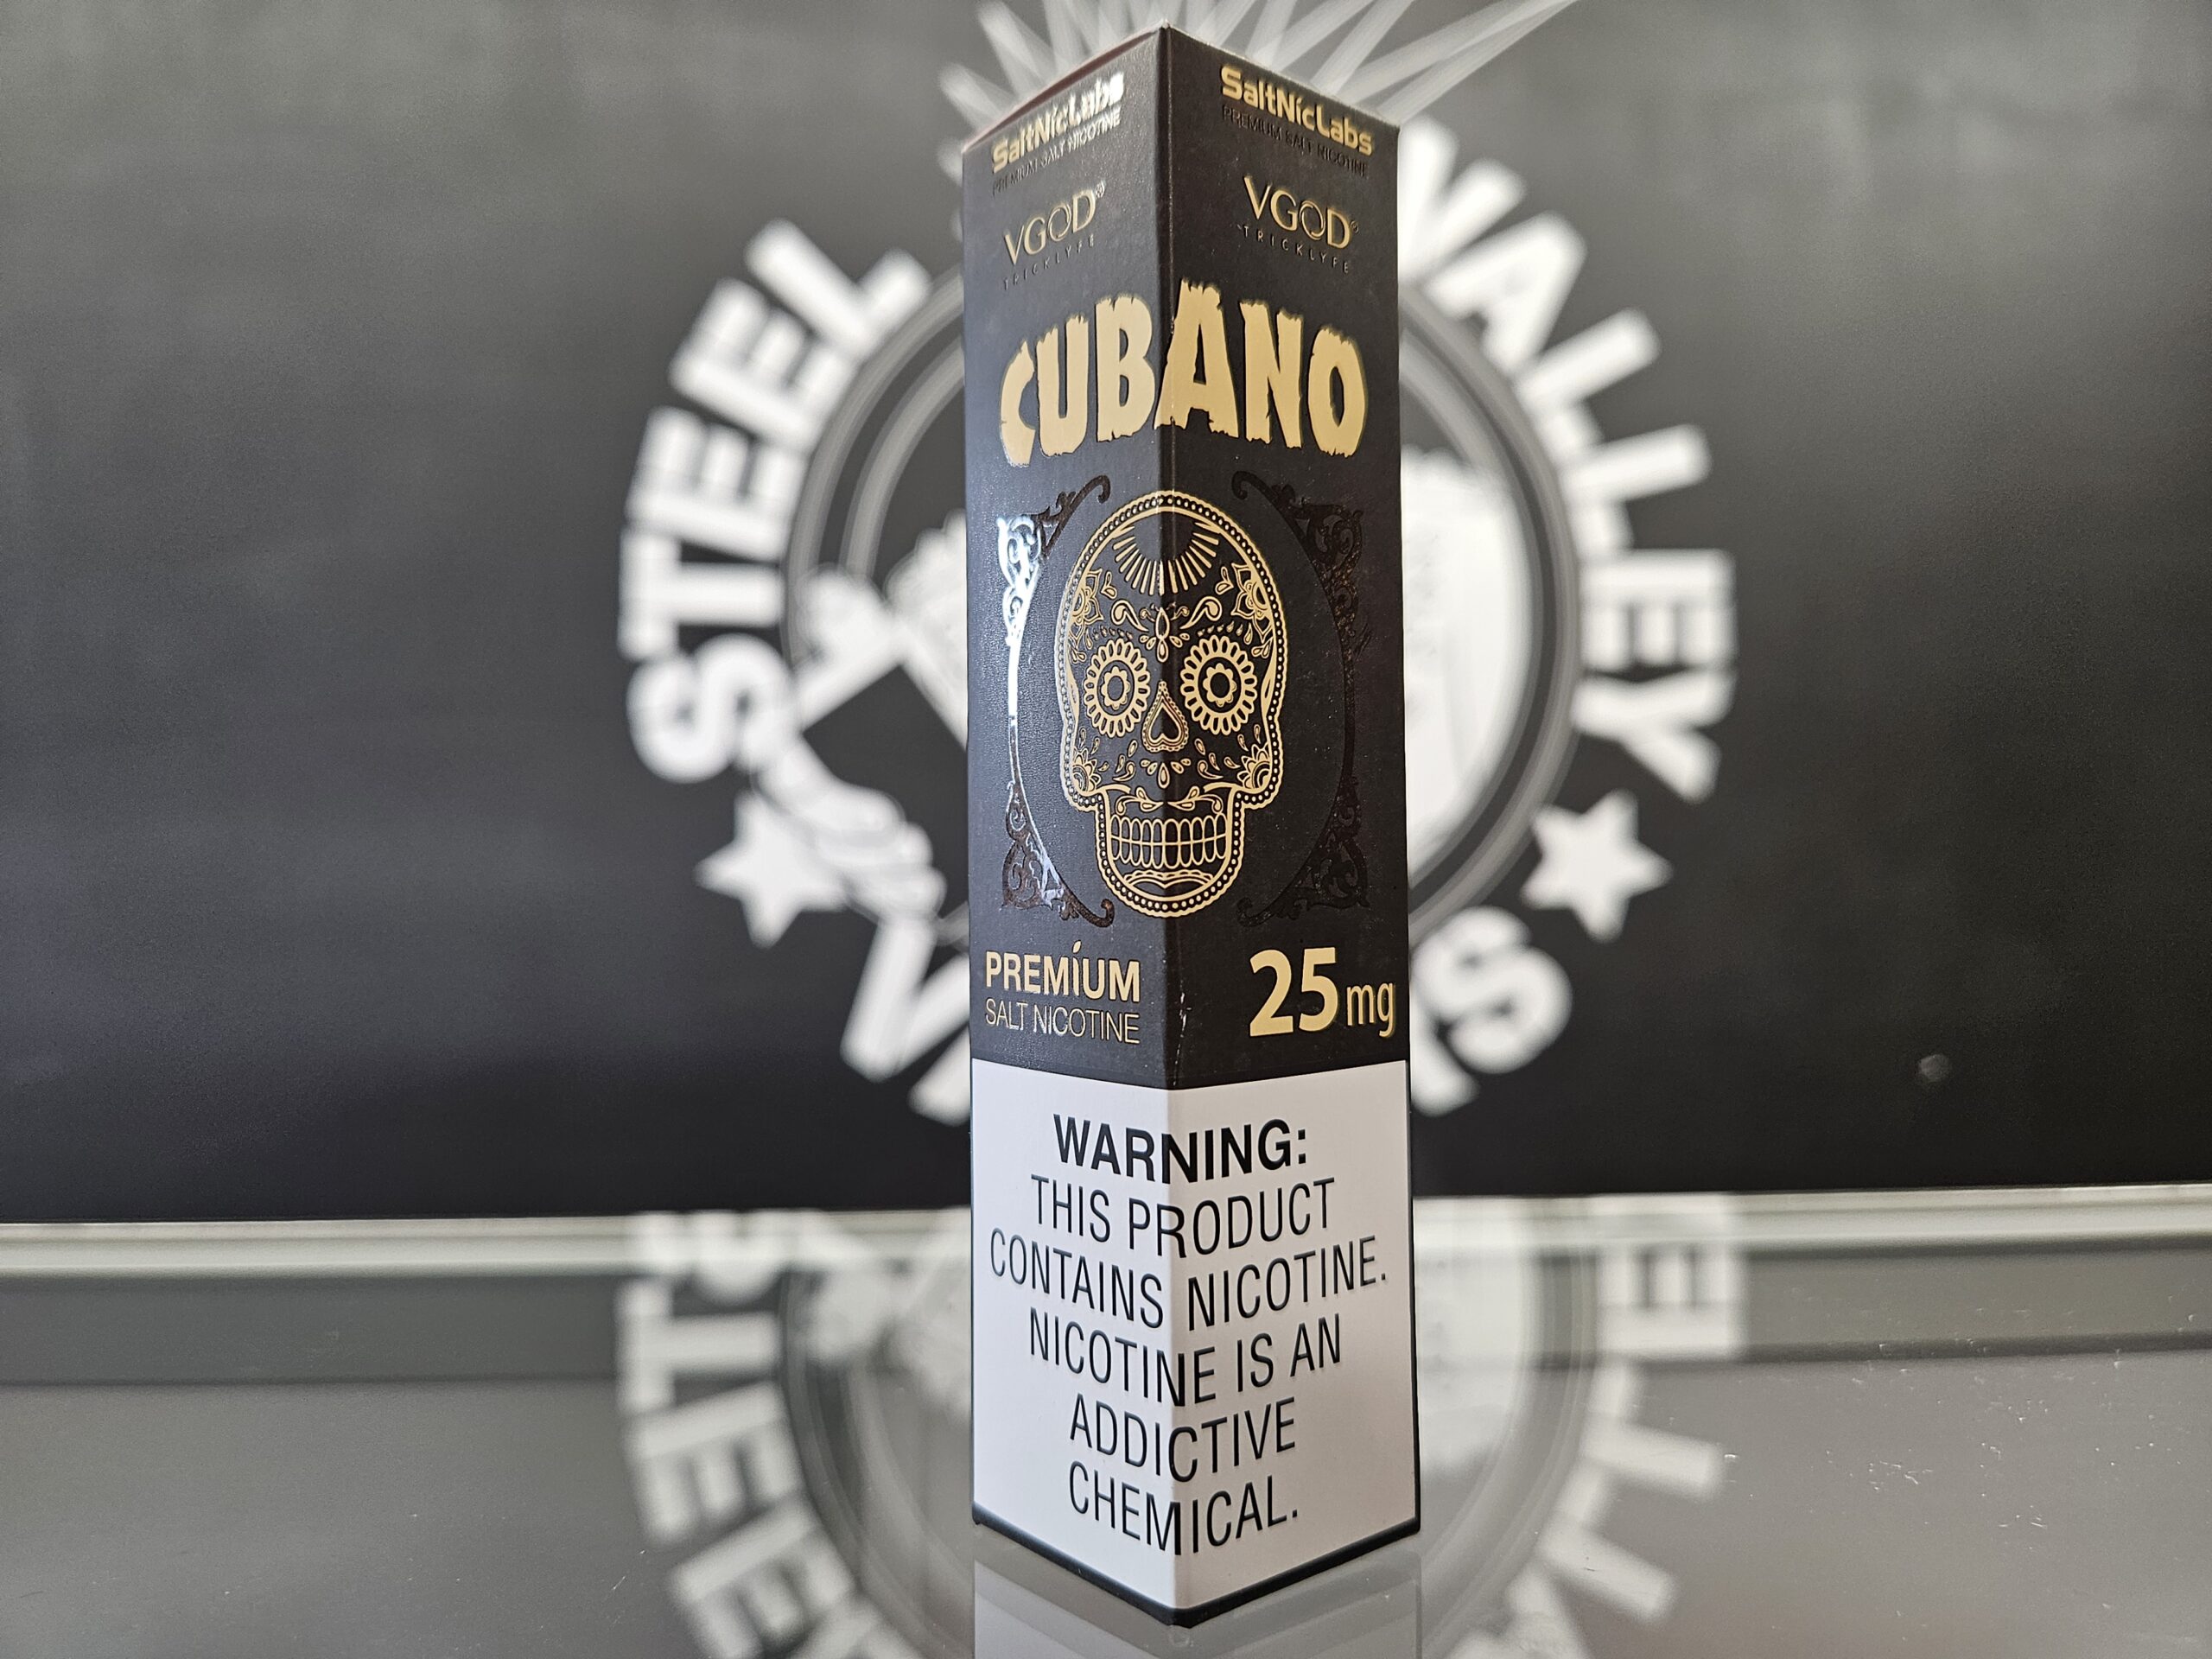 SaltNicLabs
PREMIUM SALT NICOTINE
VGOD®
TRICKLYFE
SaltNicLabs
PREMIUM SALT NICOTINE
VGOD®
TRICKLYFE
CUBANO
PREMIUM
SALT NICOTINE
25mg
WARNING:
THIS PRODUCT
CONTAINS NICOTINE.
NICOTINE IS AN
ADDICTIVE
CHEMICAL.
STEEL
VALLEY